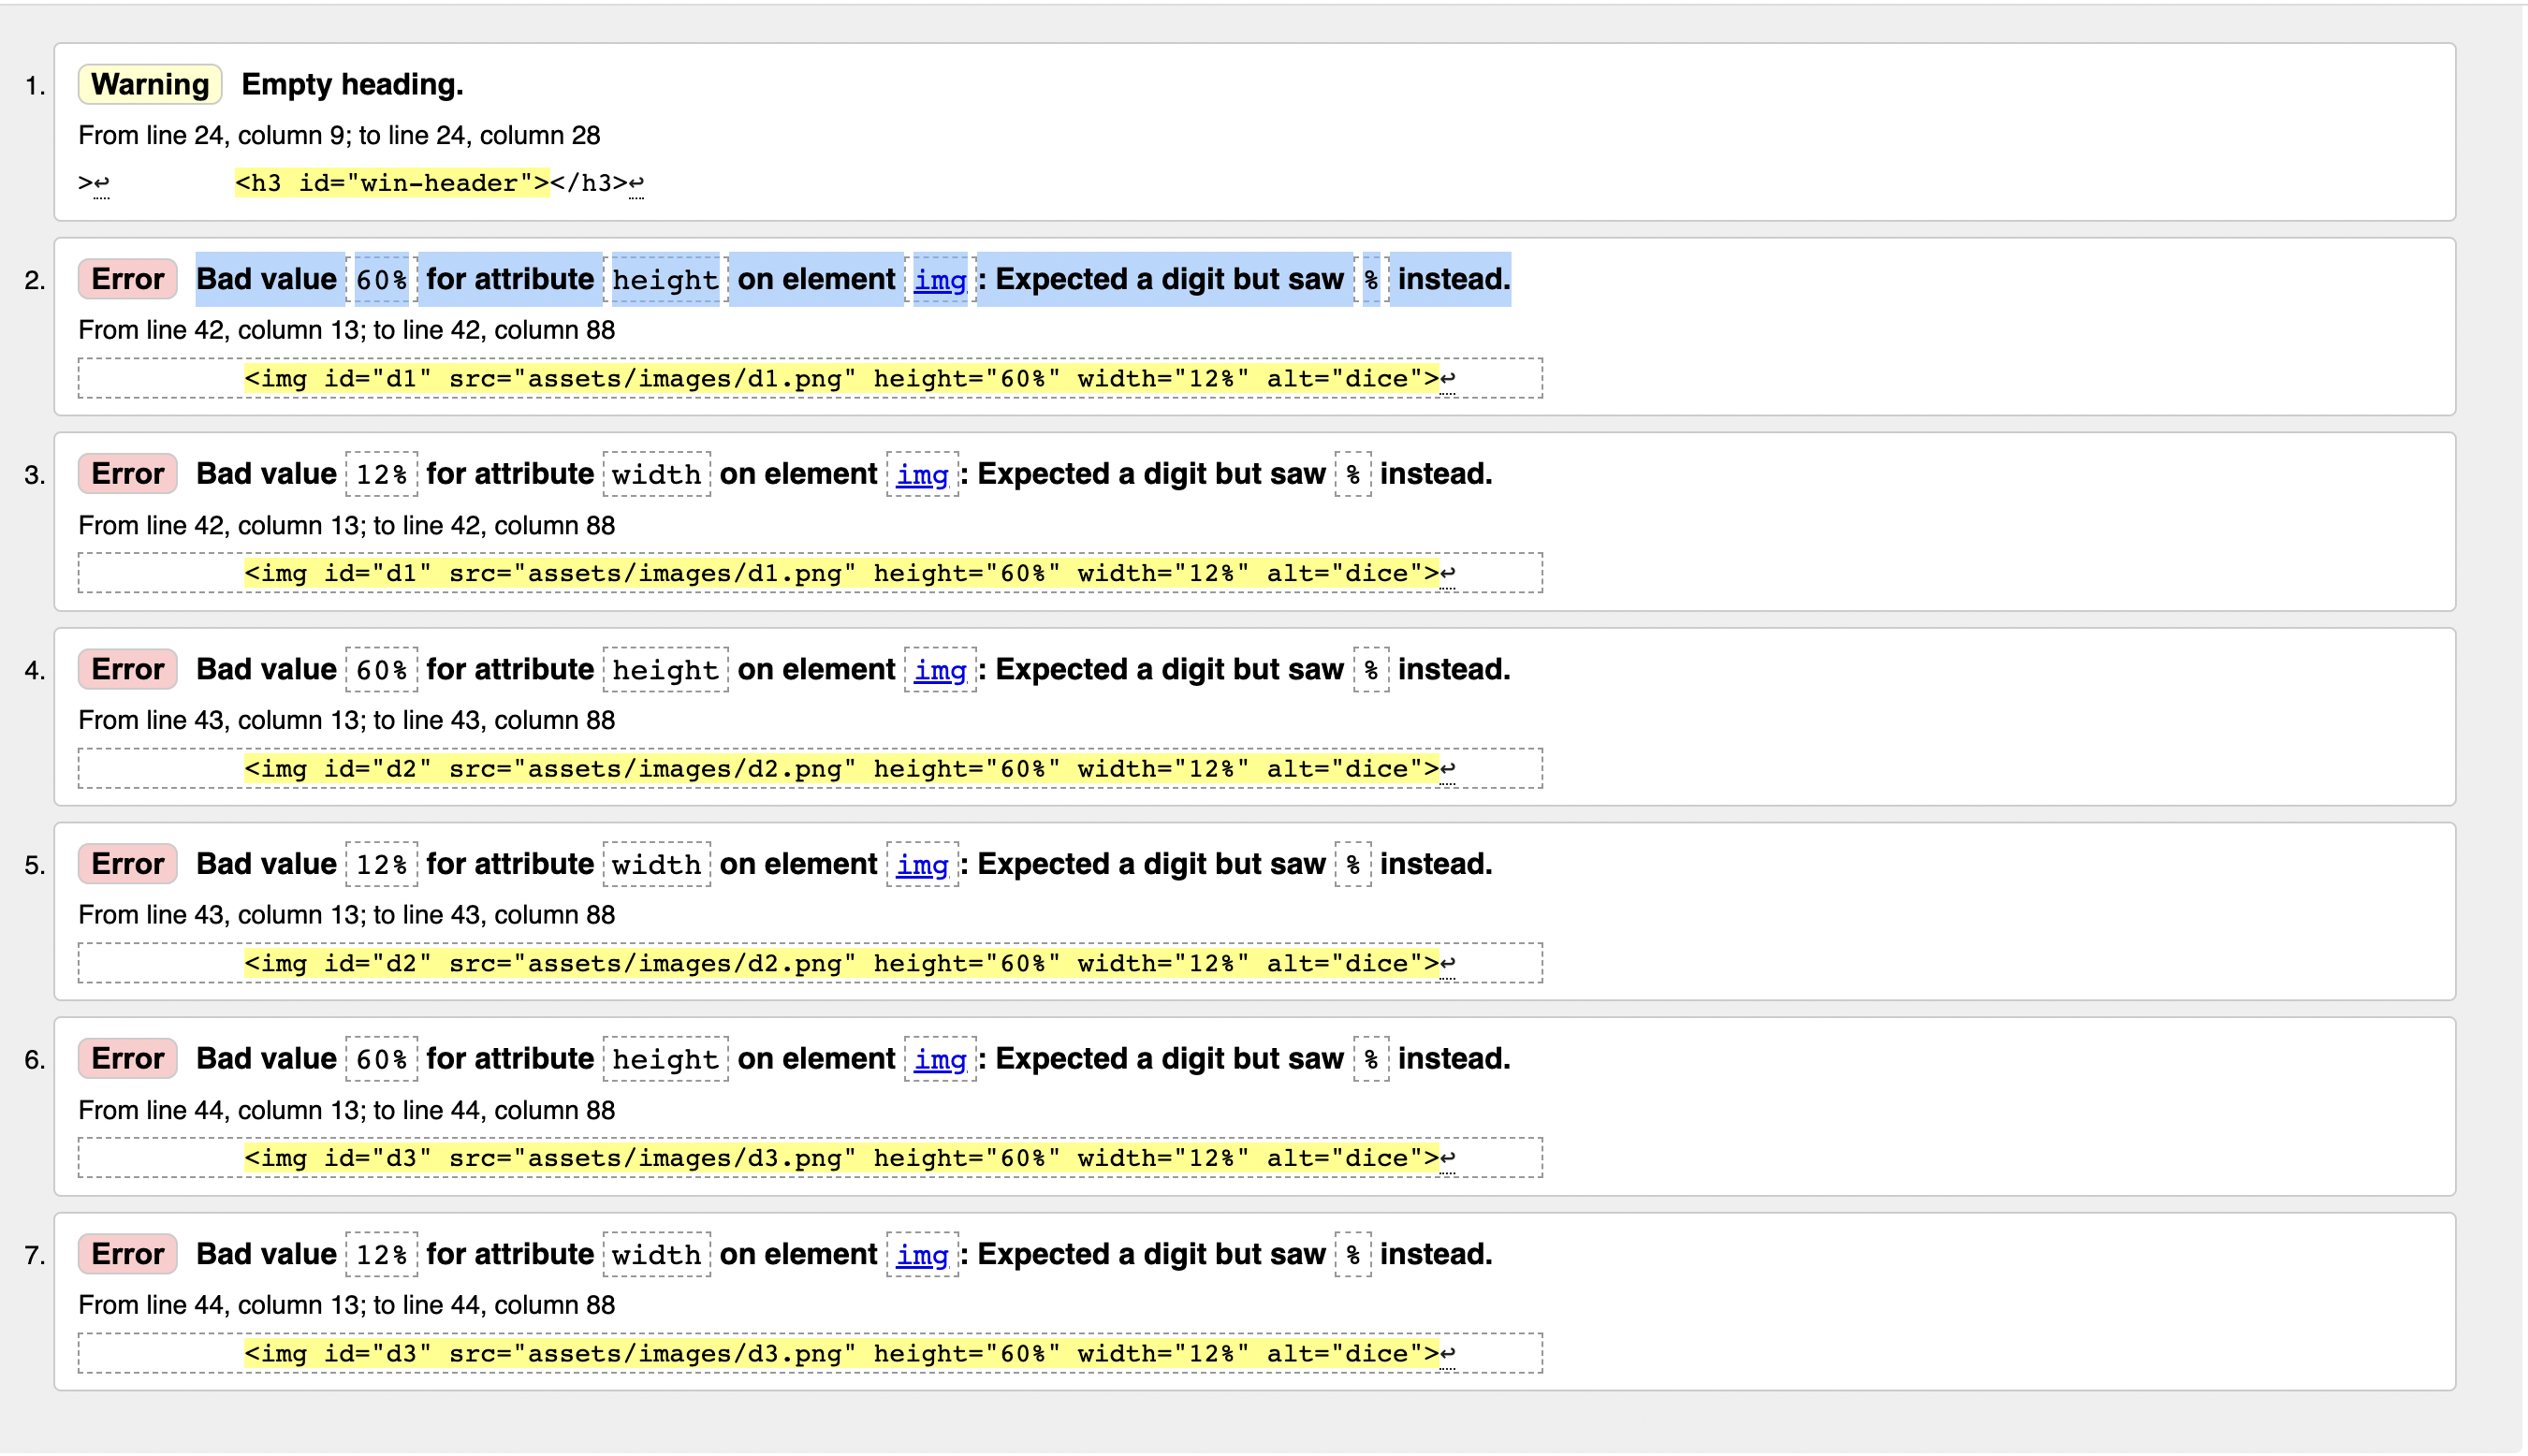 1. Warning Empty heading.
From line 24, column 9; to line 24, column 28
>↩        <h3 id="win-header"></h3>↩
2. Error Bad value 60% for attribute height on element img: Expected a digit but saw % instead.
From line 42, column 13; to line 42, column 88
<img id="d1" src="assets/images/d1.png" height="60%" width="12%" alt="dice">↩
3. Error Bad value 12% for attribute width on element img: Expected a digit but saw % instead.
From line 42, column 13; to line 42, column 88
<img id="d1" src="assets/images/d1.png" height="60%" width="12%" alt="dice">↩
4. Error Bad value 60% for attribute height on element img: Expected a digit but saw % instead.
From line 43, column 13; to line 43, column 88
<img id="d2" src="assets/images/d2.png" height="60%" width="12%" alt="dice">↩
5. Error Bad value 12% for attribute width on element img: Expected a digit but saw % instead.
From line 43, column 13; to line 43, column 88
<img id="d2" src="assets/images/d2.png" height="60%" width="12%" alt="dice">↩
6. Error Bad value 60% for attribute height on element img: Expected a digit but saw % instead.
From line 44, column 13; to line 44, column 88
<img id="d3" src="assets/images/d3.png" height="60%" width="12%" alt="dice">↩
7. Error Bad value 12% for attribute width on element img: Expected a digit but saw % instead.
From line 44, column 13; to line 44, column 88
<img id="d3" src="assets/images/d3.png" height="60%" width="12%" alt="dice">↩